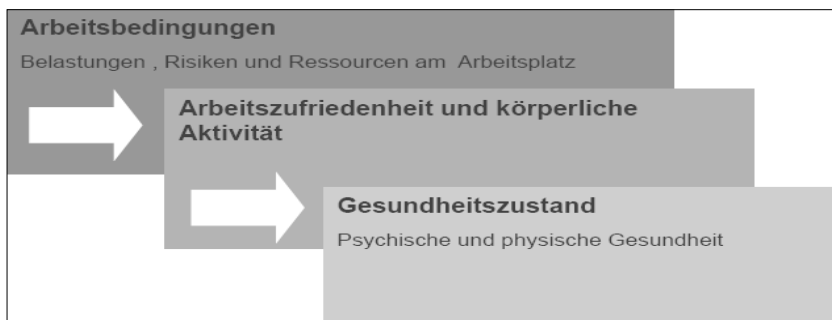 Arbeitsbedingungen
Belastungen , Risiken und Ressourcen am Arbeitsplatz
Arbeitszufriedenheit und körperliche
Aktivität
Gesundheitszustand
Psychische und physische Gesundheit